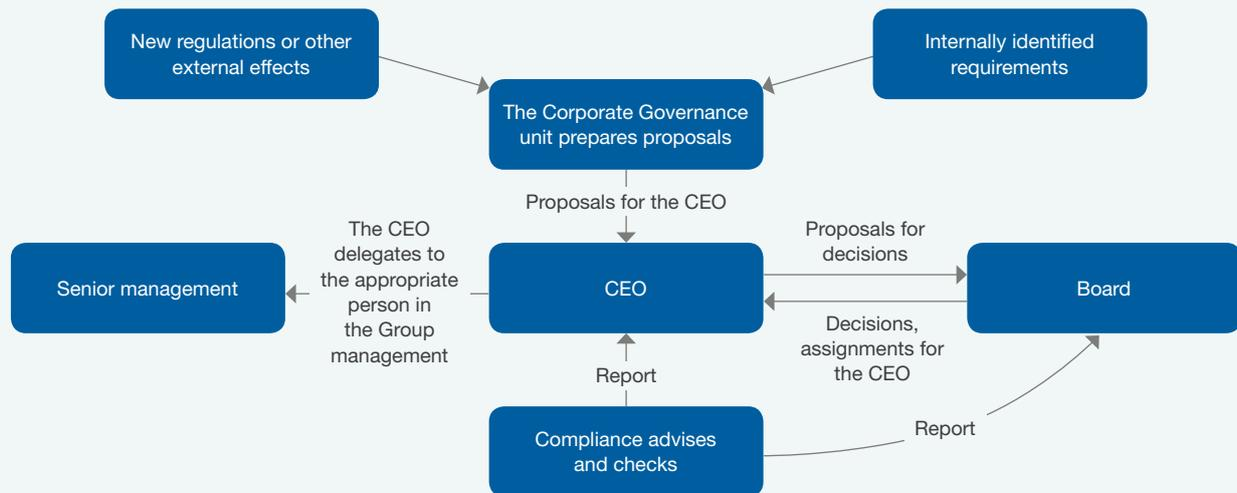 New regulations or other
external effects
Internally identified
requirements
The Corporate Governance
unit prepares proposals
Proposals for the CEO
The CEO
delegates to
the appropriate
person in
the Group
management
Proposals for
decisions
Senior management
CEO
Board
Decisions,
assignments for
the CEO
Report
Report
Compliance advises
and checks